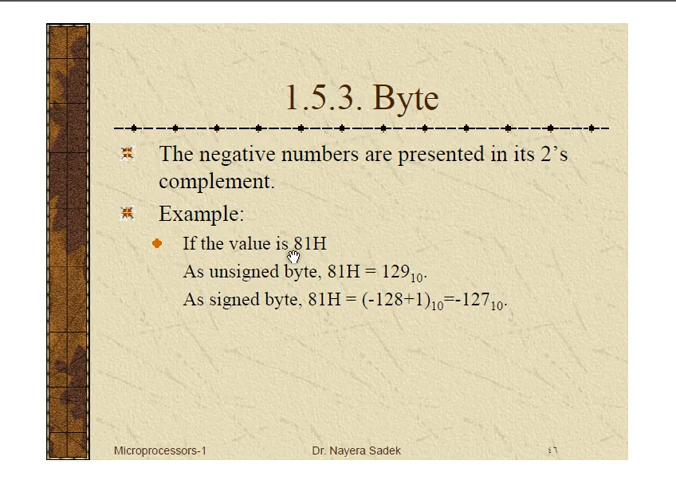 1.5.3. Byte
The negative numbers are presented in its 2's
complement.
Example:
If the value is 81H
As unsigned byte, 81H = 129₁₀.
As signed byte, 81H = (-128+1)₁₀=-127₁₀.
Microprocessors-1 Dr. Nayera Sadek ٤٦